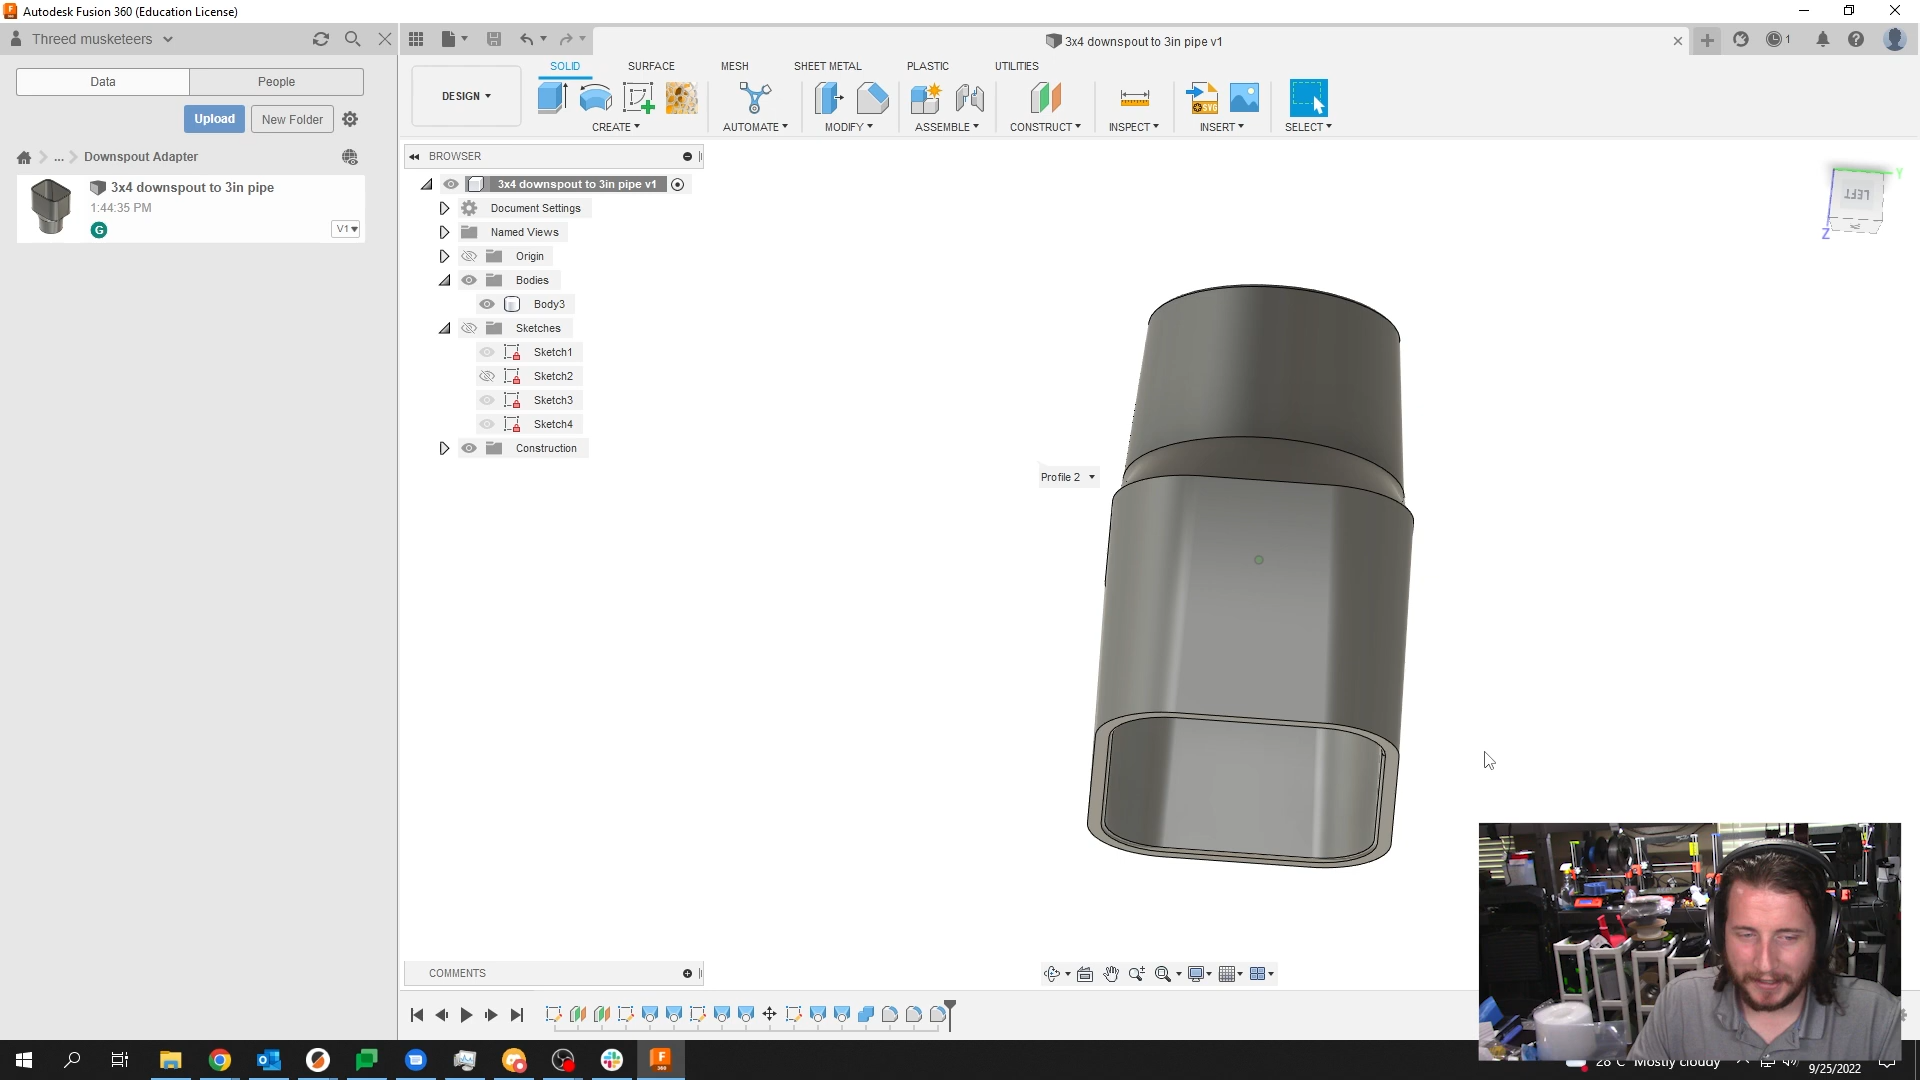 Autodesk Fusion 360 (Education License)
Threed musketeers
3x4 downspout to 3in pipe v1
1
Data
People
Upload
New Folder
... Downspout Adapter
3x4 downspout to 3in pipe
1:44:35 PM
G
V1
DESIGN
SOLID
SURFACE
MESH
SHEET METAL
PLASTIC
UTILITIES
CREATE
AUTOMATE
MODIFY
ASSEMBLE
CONSTRUCT
INSPECT
INSERT
SELECT
BROWSER
3x4 downspout to 3in pipe v1
Document Settings
Named Views
Origin
Bodies
Body3
Sketches
Sketch1
Sketch2
Sketch3
Sketch4
Construction
Profile 2
LEFT
Y
Z
COMMENTS
28°C Mostly cloudy
9/25/2022